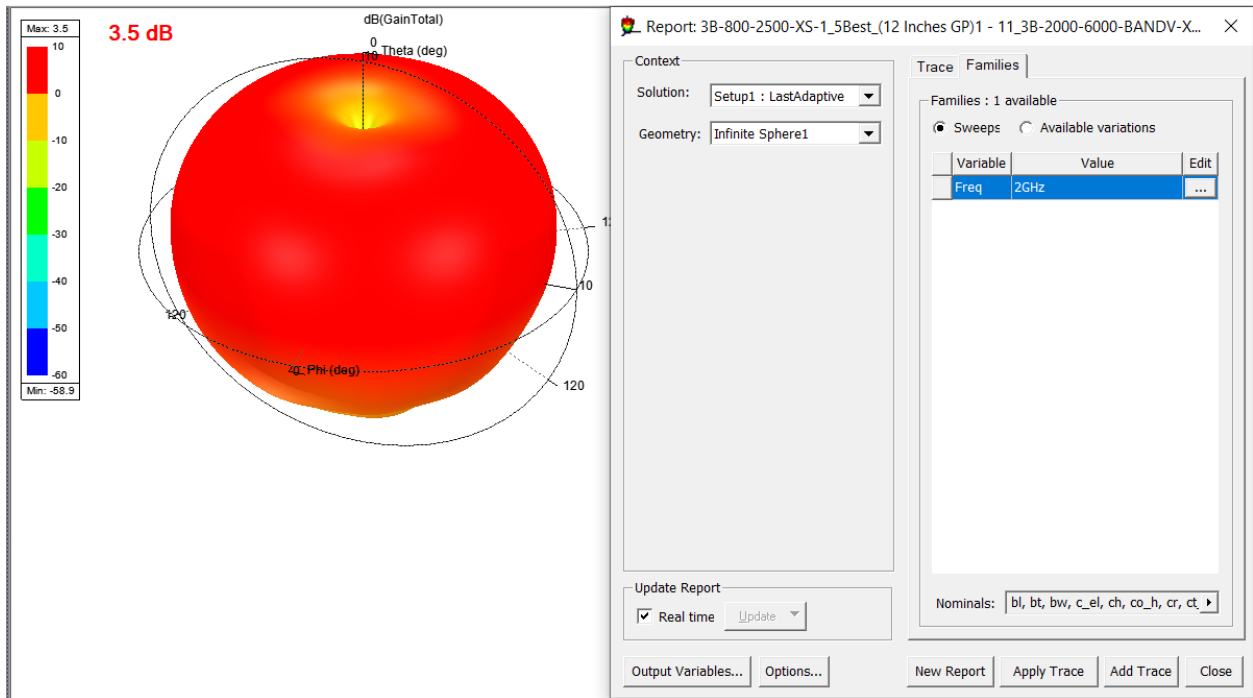 dB(GainTotal)
Max: 3.5
3.5 dB
10
0
-10
-20
-30
-40
-50
-60
Min: -58.9
0
10
Theta (deg)
10
120
120
Phi (deg)
Report: 3B-800-2500-XS-1_5Best_(12 Inches GP)1 - 11_3B-2000-6000-BANDV-X...
Context
Solution:
Setup1 : LastAdaptive
Geometry:
Infinite Sphere1
Update Report
Real time
Update
Output Variables...
Options...
Trace
Families
Families : 1 available
Sweeps
Available variations
Variable
Value
Edit
Freq
2GHz
...
Nominals:
bl, bt, bw, c_el, ch, co_h, cr, ct_
New Report
Apply Trace
Add Trace
Close